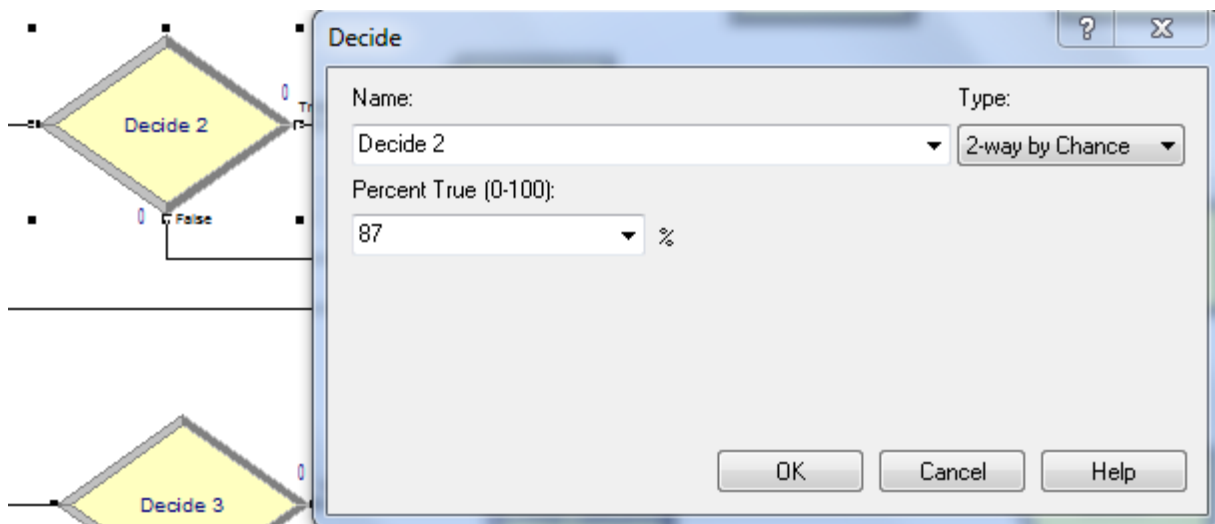 Decide
Name:
Type:
Decide 2
2-way by Chance
Percent True (0-100):
87
%
OK
Cancel
Help
Decide 2
0
Tr
0
False
Decide 3
0